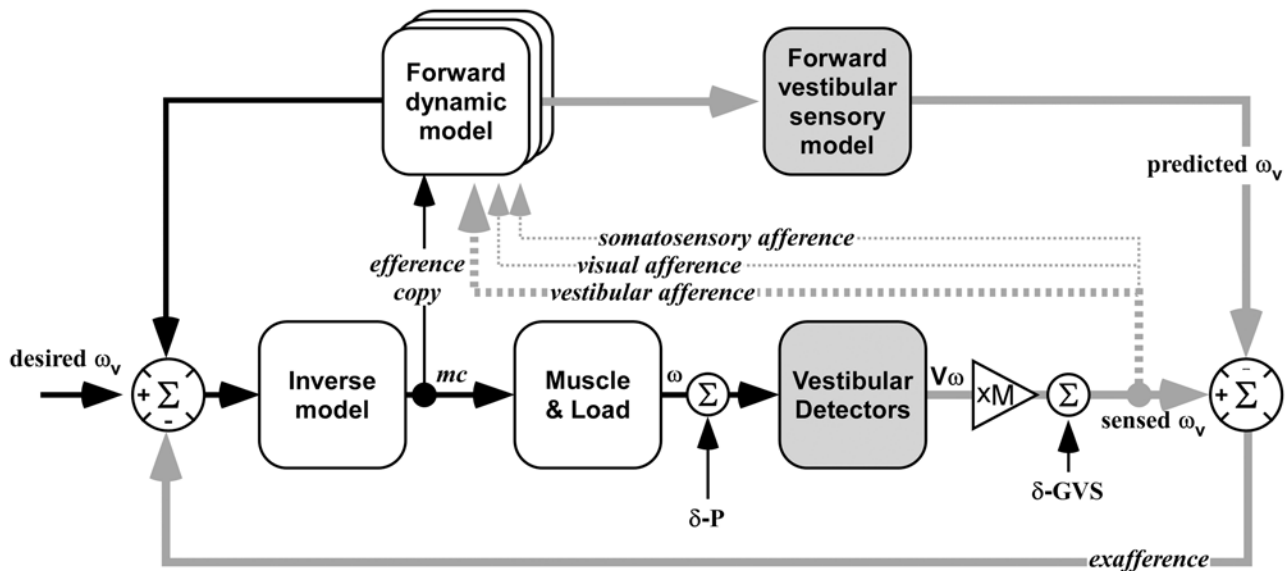 Forward
dynamic
model
Forward
vestibular
sensory
model
predicted ωv
somatosensory afference
visual afference
vestibular afference
efference
copy
desired ωv
+
Σ
-
Inverse
model
mc
Muscle
& Load
ω
Σ
Vestibular
Detectors
Vω
xM
Σ
sensed ωv
-
+
Σ
δ-P
δ-GVS
exafference